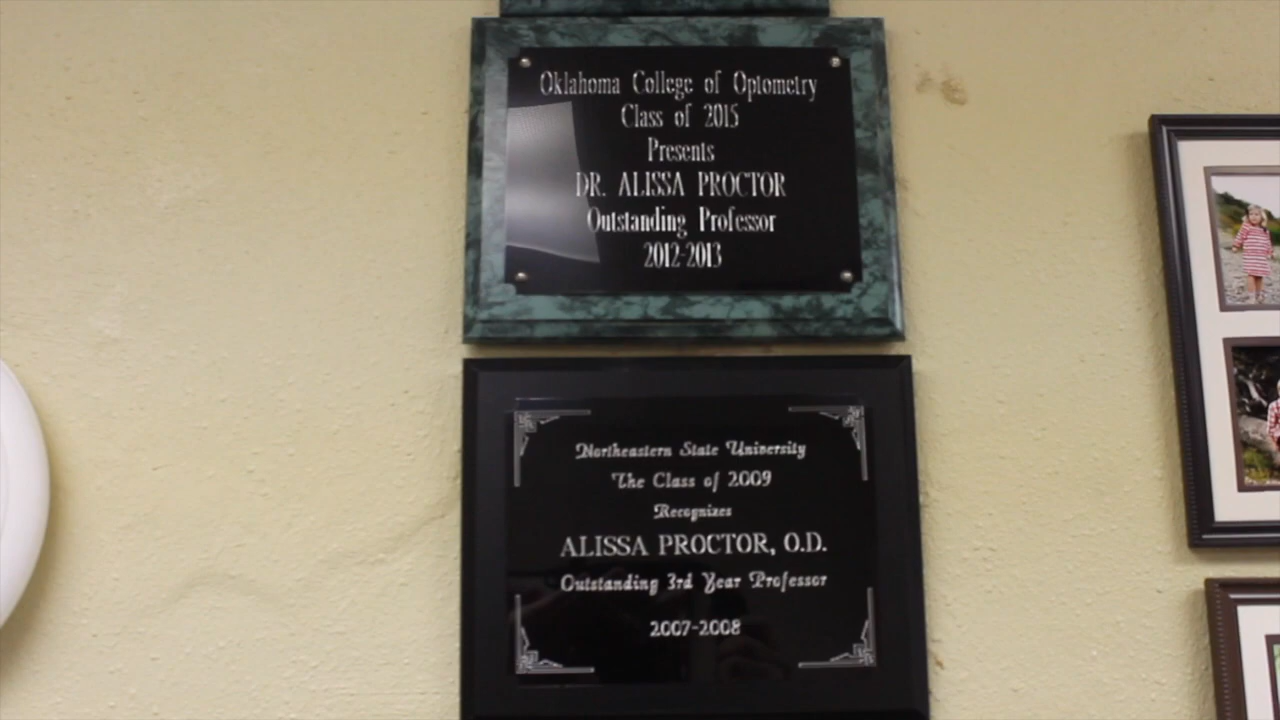 Oklahoma College of Optometry
Class of 2015
Presents
DR. ALISSA PROCTOR
Outstanding Professor
2012-2013
Northeastern State University
The Class of 2009
Recognizes
ALISSA PROCTOR, O.D.
Outstanding 3rd Year Professor
2007-2008